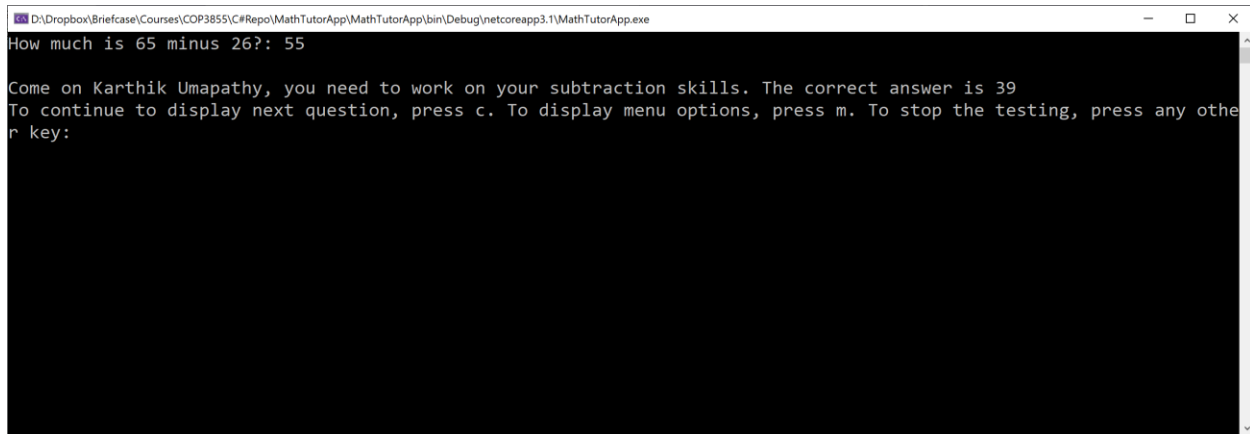 D:\Dropbox\Briefcase\Courses\COP3855\C#Repo\MathTutorApp\MathTutorApp\bin\Debug\netcoreapp3.1\MathTutorApp.exe
How much is 65 minus 26?: 55
Come on Karthik Umapathy, you need to work on your subtraction skills. The correct answer is 39
To continue to display next question, press c. To display menu options, press m. To stop the testing, press any othe
r key: